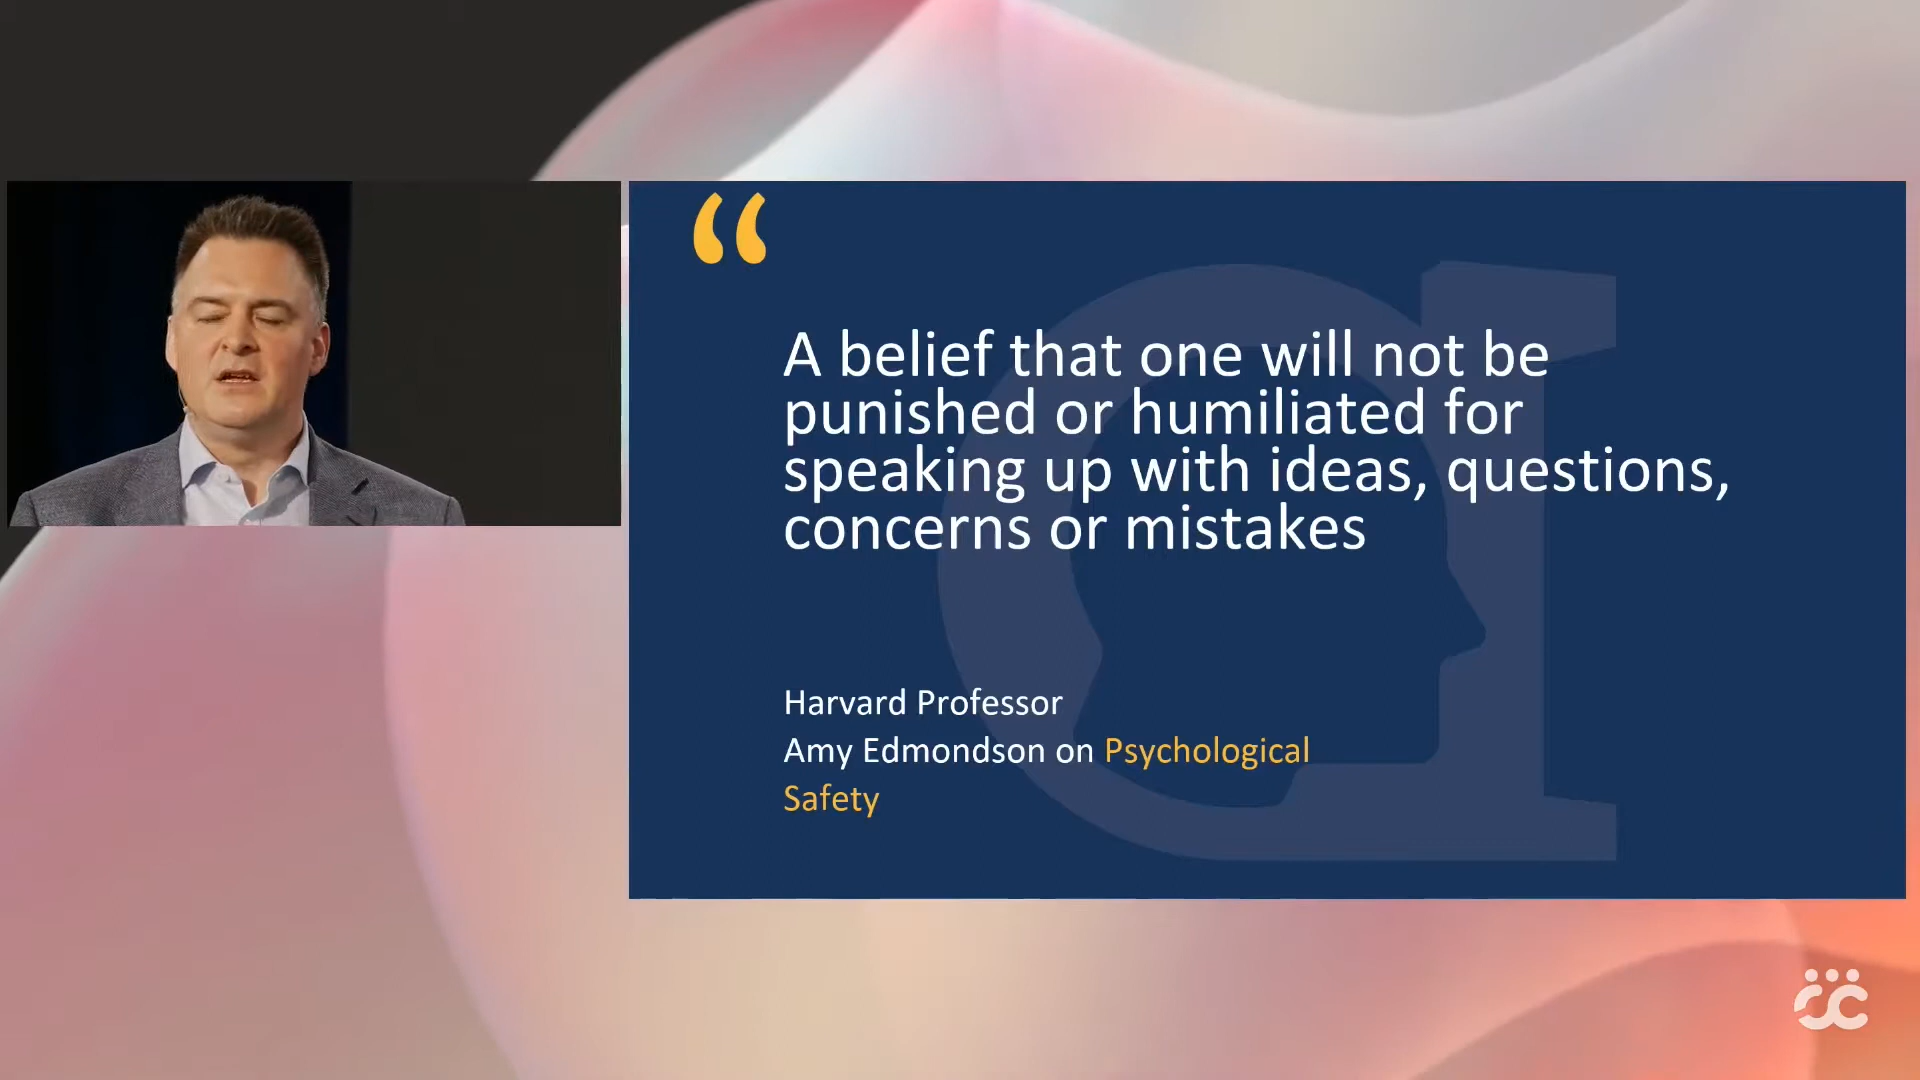 “
A belief that one will not be
punished or humiliated for
speaking up with ideas, questions,
concerns or mistakes
Harvard Professor
Amy Edmondson on Psychological
Safety